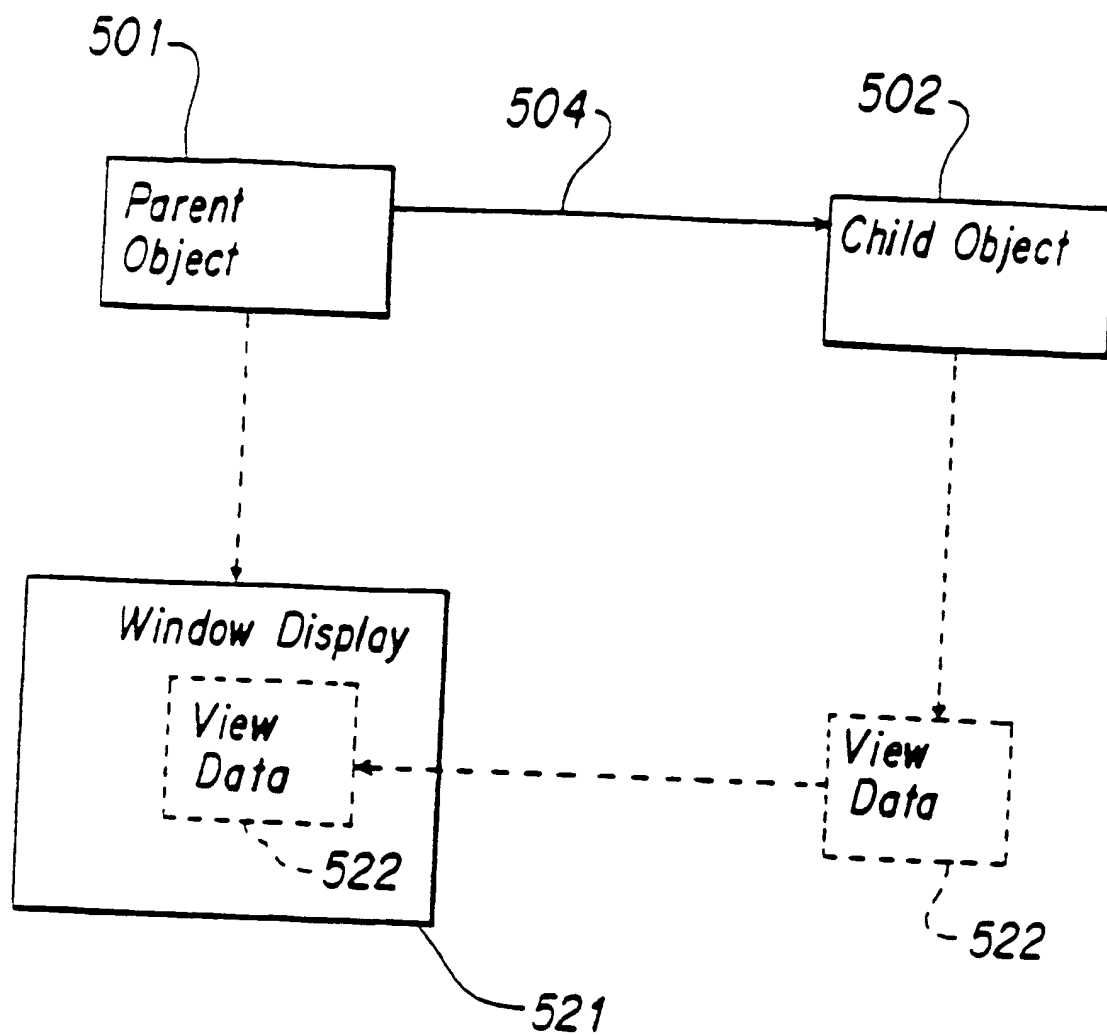 501
504
502
Parent
Object
Child Object
Window Display
View
Data
522
View
Data
522
521